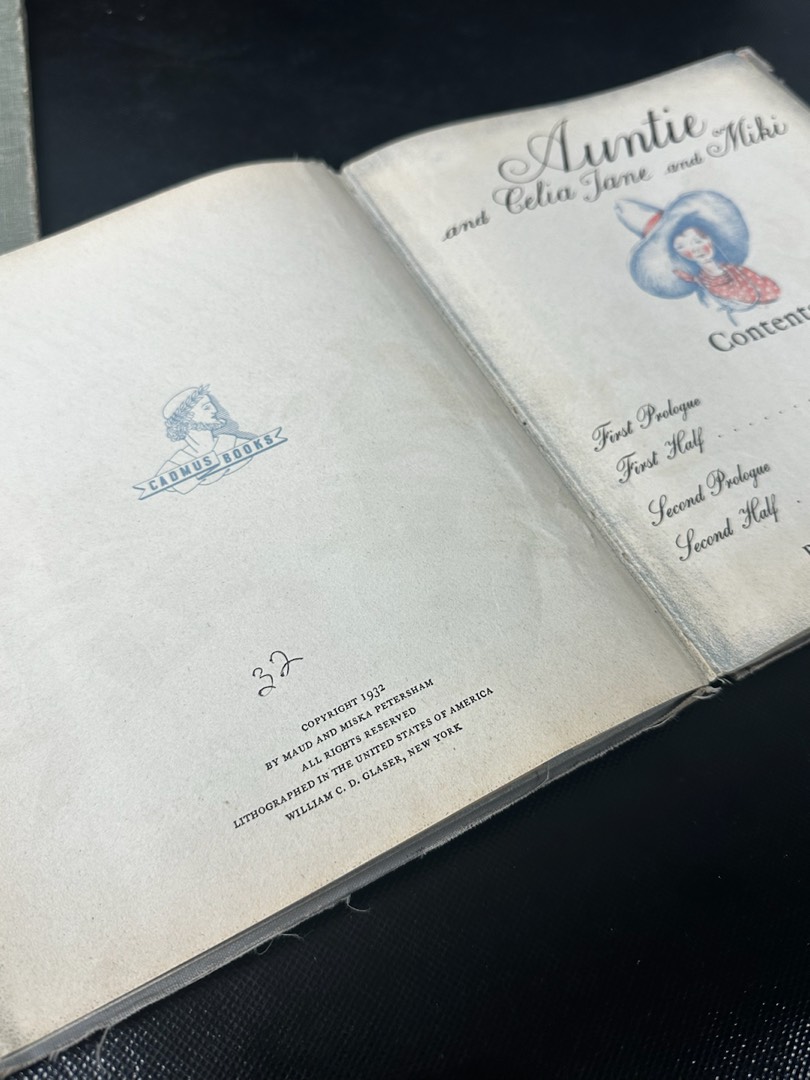 CADMUS BOOKS
32
COPYRIGHT 1932
BY MAUD AND MISKA PETERSHAM
ALL RIGHTS RESERVED
LITHOGRAPHED IN THE UNITED STATES OF AMERICA
WILLIAM C. D. GLASER, NEW YORK
Auntie
and Celia Jane and Miki
Contents
First Prologue
First Half . . . . . .
Second Prologue
Second Half .